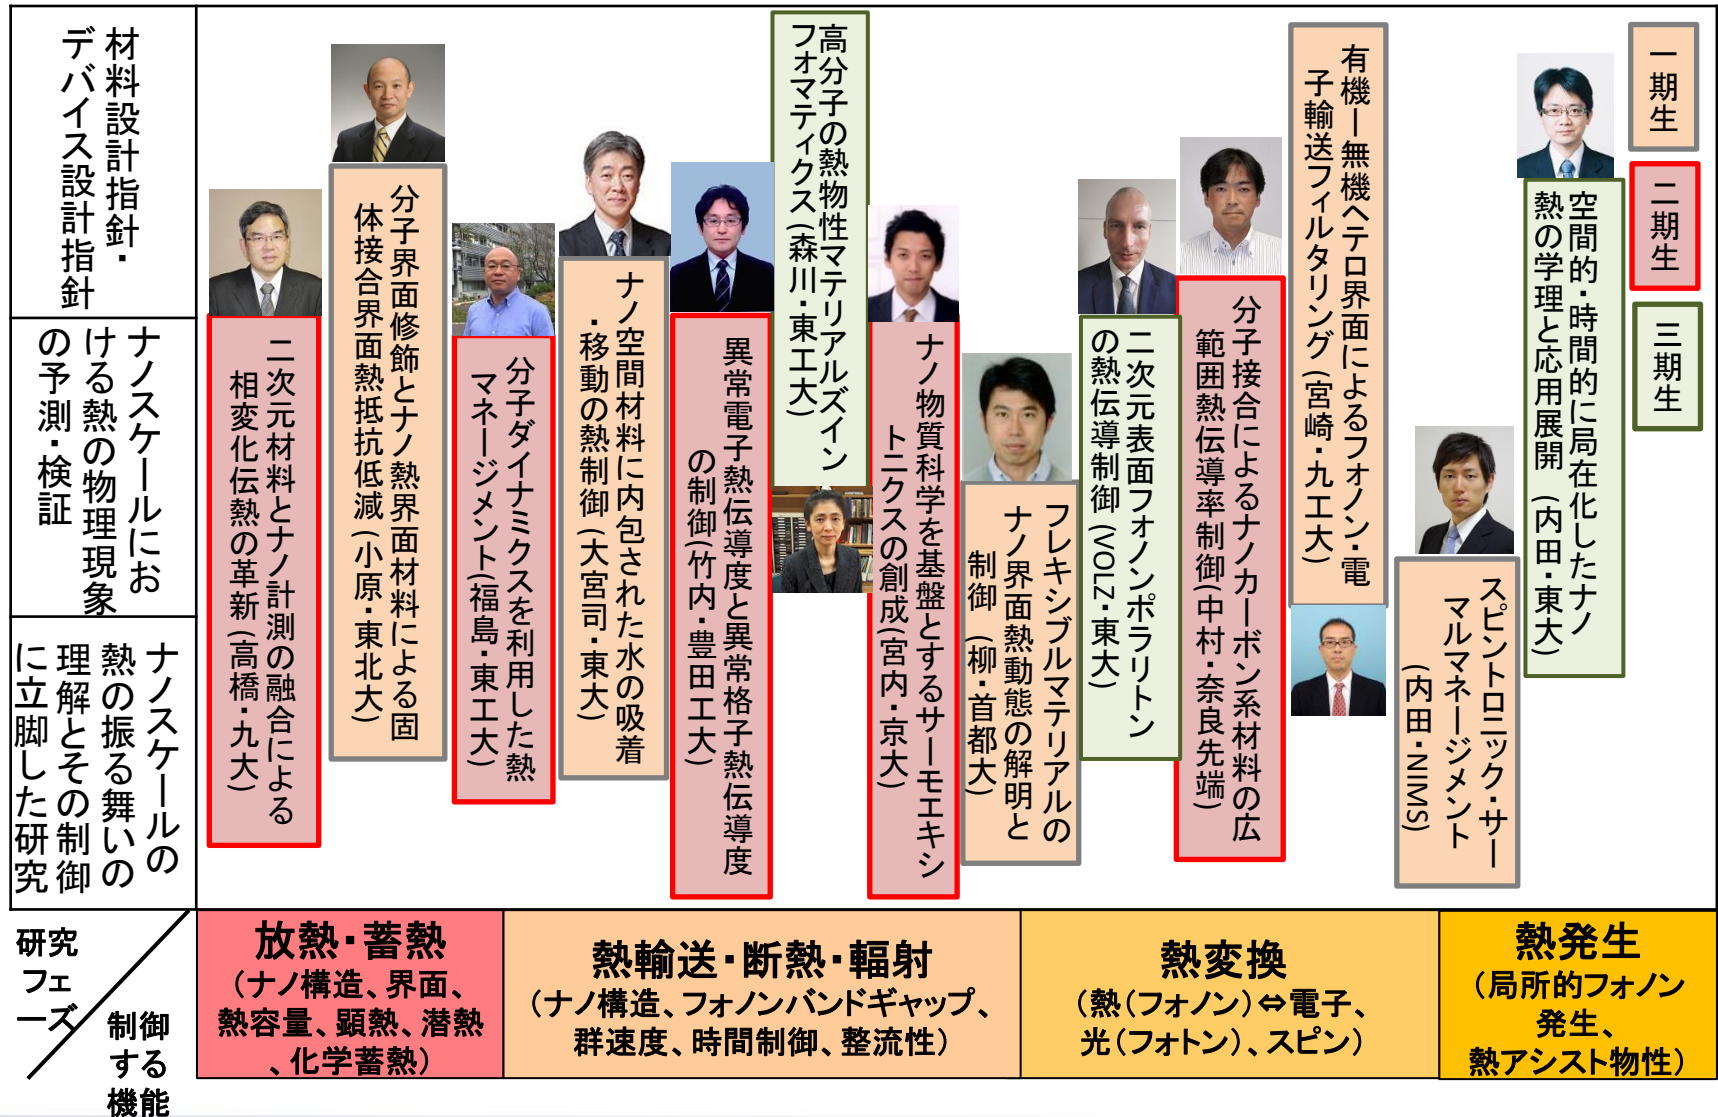 材料設計指針・
デバイス設計指針
ナノスケールにお
ける熱の物理現象
の予測・検証
ナノスケールの
熱の振る舞いの
理解とその制御
に立脚した研究
研究
フェ
ーズ
制御
する
機能
二次元材料とナノ計測の融合による
相変化伝熱の革新(高橋・九大)
分子界面修飾とナノ熱界面材料による固
体接合界面熱抵抗低減(小原・東北大)
分子ダイナミクスを利用した熱
マネージメント(福島・東工大)
ナノ空間材料に内包された水の吸着
・移動の熱制御(大宮司・東大)
異常電子熱伝導度と異常格子熱伝導度
の制御(竹内・豊田工大)
高分子の熱物性マテリアルズイン
フォマティクス(森川・東工大)
ナノ物質科学を基盤とするサーモエキシ
トニクスの創成(宮内・京大)
フレキシブルマテリアルの
ナノ界面熱動態の解明と
制御(柳・首都大)
二次元表面フォノンポラリトン
の熱伝導制御(VOLZ・東大)
分子接合によるナノカーボン系材料の広
範囲熱伝導率制御(中村・奈良先端)
有機ー無機ヘテロ界面によるフォノン・電
子輸送フィルタリング(宮崎・九工大)
スピントロニック・サー
マルマネージメント
(内田・NIMS)
空間的・時間的に局在化したナノ
熱の学理と応用展開(内田・東大)
一期生
二期生
三期生
放熱・蓄熱
(ナノ構造、界面、
熱容量、顕熱、潜熱
、化学蓄熱)
熱輸送・断熱・輻射
(ナノ構造、フォノンバンドギャップ、
群速度、時間制御、整流性)
熱変換
(熱(フォノン)⇔電子、
光(フォトン)、スピン)
熱発生
(局所的フォノン
発生、
熱アシスト物性)